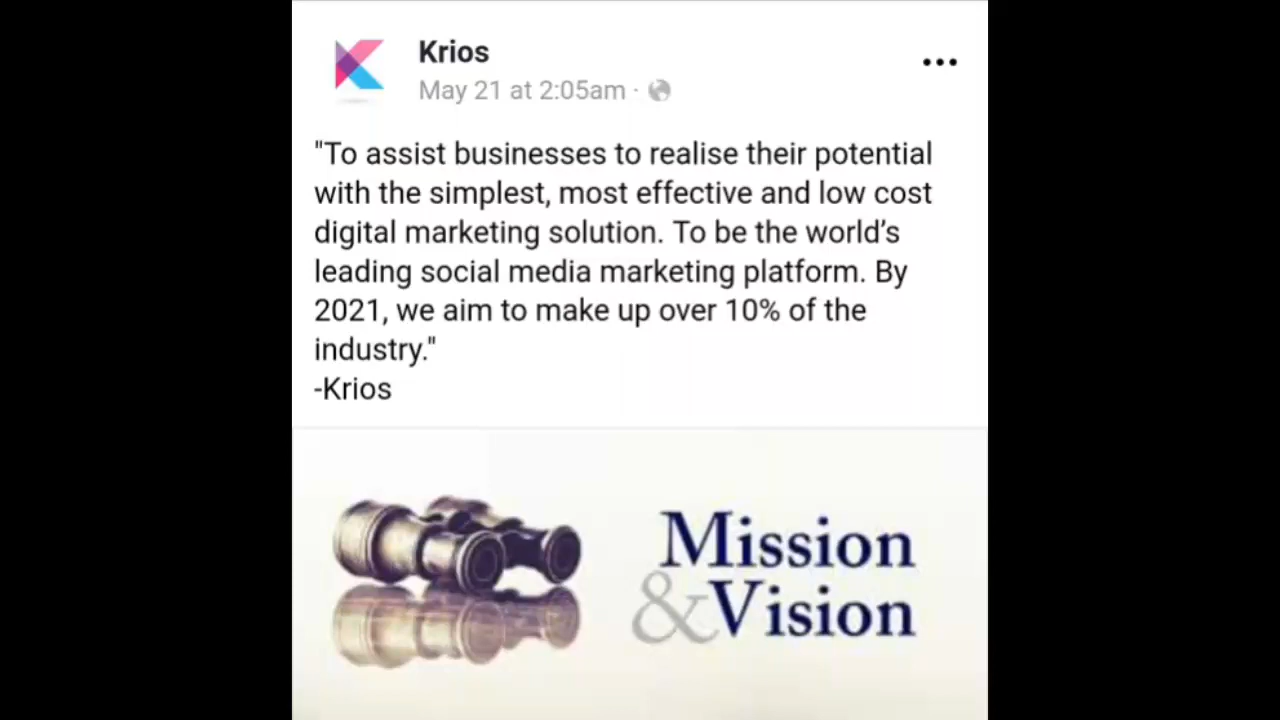 Krios
May 21 at 2:05am ·
"To assist businesses to realise their potential
with the simplest, most effective and low cost
digital marketing solution. To be the world’s
leading social media marketing platform. By
2021, we aim to make up over 10% of the
industry."
-Krios
Mission
&Vision